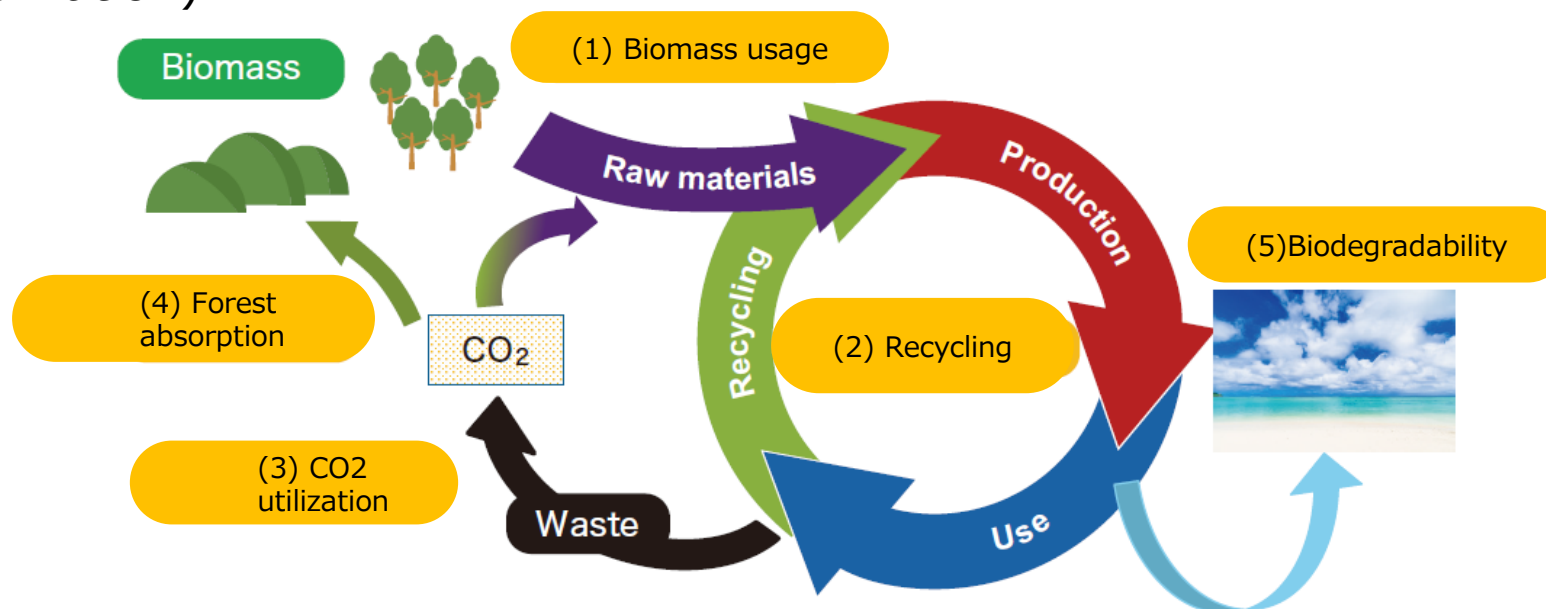 Biomass
(1) Biomass usage
Raw materials
Production
(5)Biodegradability
(4) Forest
absorption
CO₂
Recycling
(2) Recycling
(3) CO2
utilization
Waste
Use